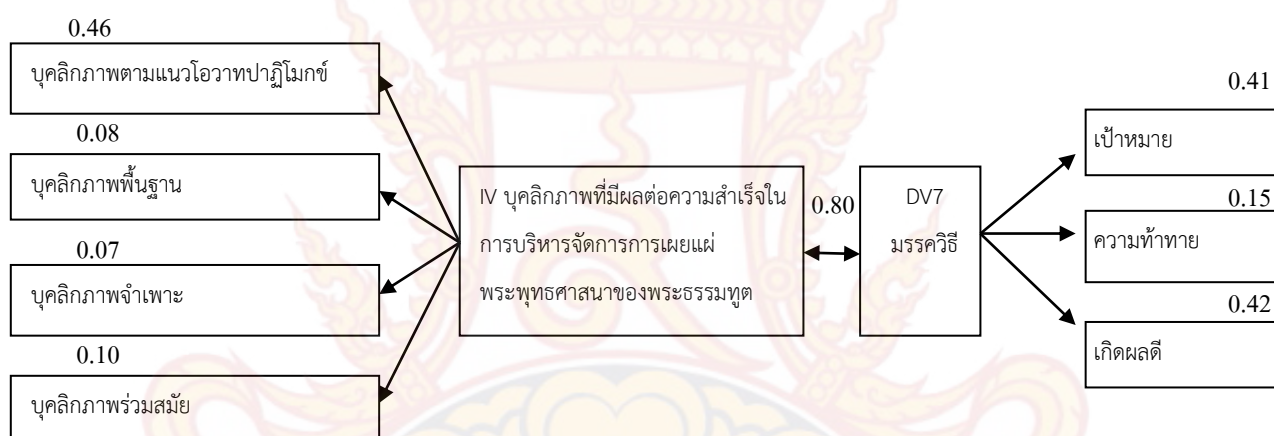 0.46
บุคลิกภาพตามแนวโอวาทปาฏิโมกข์
0.08
บุคลิกภาพพื้นฐาน
0.07
บุคลิกภาพจำเพาะ
0.10
บุคลิกภาพร่วมสมัย
IV บุคลิกภาพที่มีผลต่อความสำเร็จใน
การบริหารจัดการการเผยแผ่
พระพุทธศาสนาของพระธรรมทูต
0.80
DV7
มรรควิธี
0.41
เป้าหมาย
0.15
ความท้าทาย
0.42
เกิดผลดี